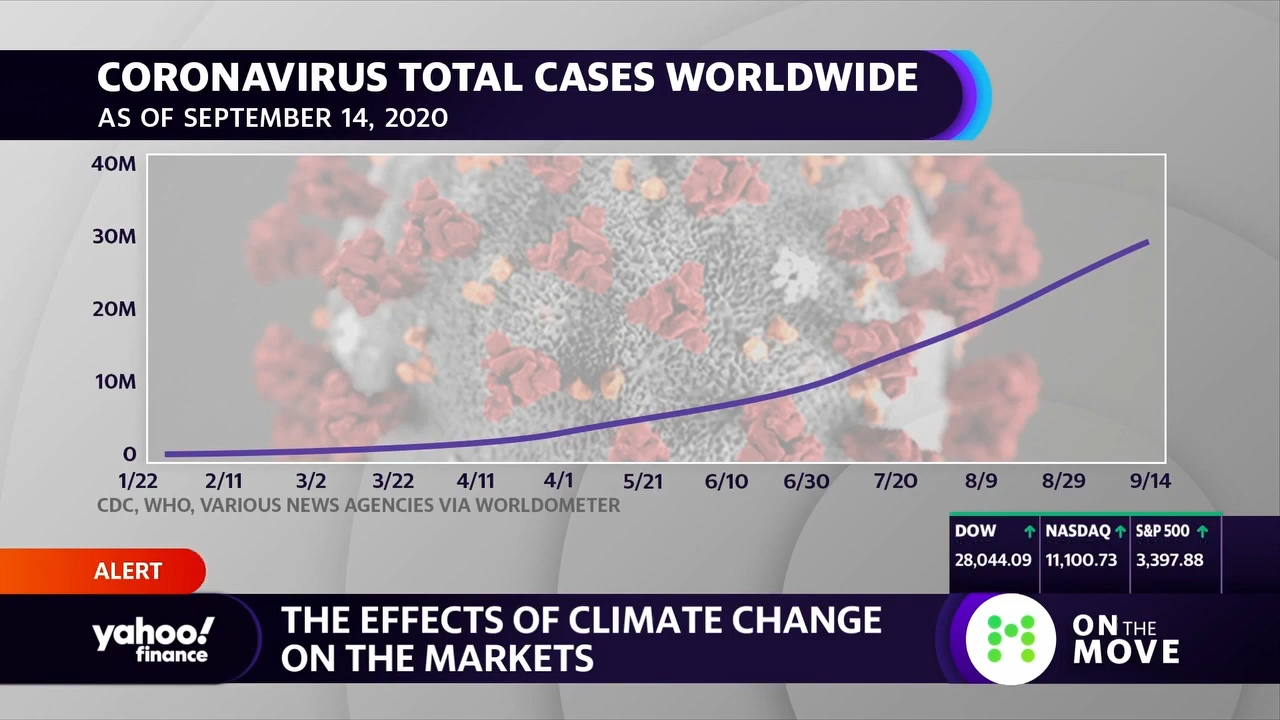 CORONAVIRUS TOTAL CASES WORLDWIDE
AS OF SEPTEMBER 14, 2020
40M
30M
20M
10M
0
1/22 2/11 3/2 3/22 4/11 4/1 5/21 6/10 6/30 7/20 8/9 8/29 9/14
CDC, WHO, VARIOUS NEWS AGENCIES VIA WORLDOMETER
DOW NASDAQ S&P 500
28,044.09 11,100.73 3,397.88
ALERT
yahoo!
finance
THE EFFECTS OF CLIMATE CHANGE
ON THE MARKETS
ON THE
MOVE